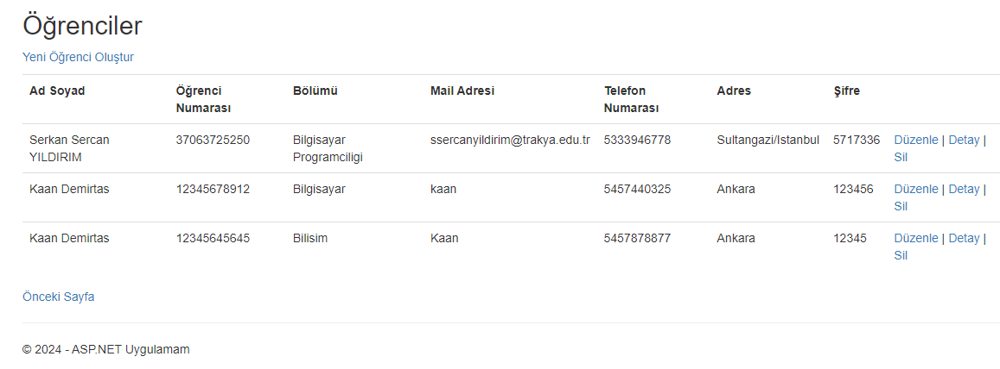 Öğrenciler
Yeni Öğrenci Oluştur
Ad Soyad Öğrenci Numarası Bölümü Mail Adresi Telefon Numarası Adres Şifre
Serkan Sercan YILDIRIM 37063725250 Bilgisayar Programciligi ssercanyildirim@trakya.edu.tr 5333946778 Sultangazi/Istanbul 5717336 Düzenle | Detay | Sil
Kaan Demirtas 12345678912 Bilgisayar kaan 5457440325 Ankara 123456 Düzenle | Detay | Sil
Kaan Demirtas 12345645645 Bilisim Kaan 5457878877 Ankara 12345 Düzenle | Detay | Sil
Önceki Sayfa
© 2024 - ASP.NET Uygulamam